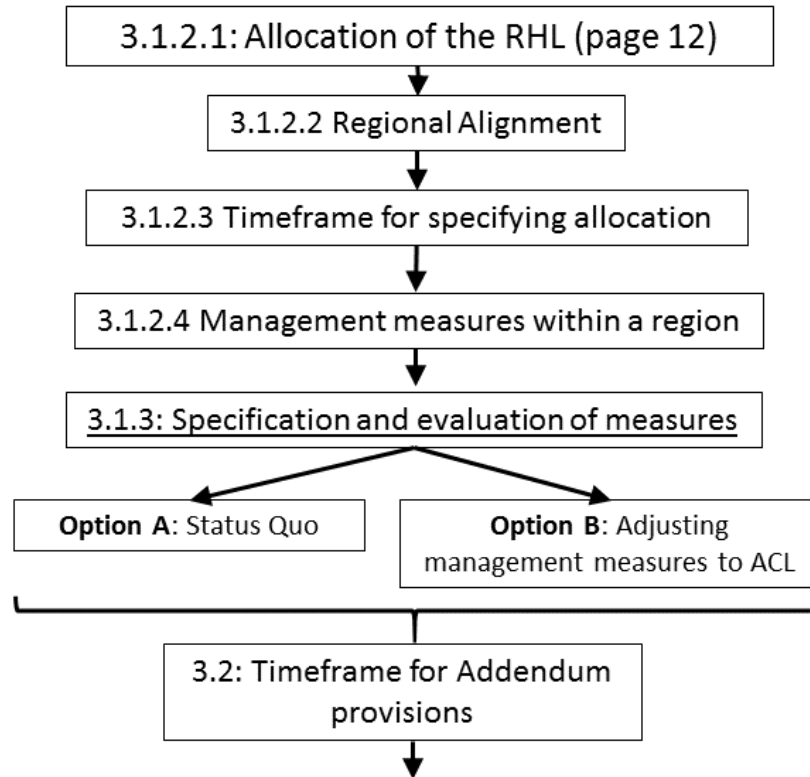 3.1.2.1: Allocation of the RHL (page 12)
3.1.2.2 Regional Alignment
3.1.2.3 Timeframe for specifying allocation
3.1.2.4 Management measures within a region
3.1.3: Specification and evaluation of measures
Option A: Status Quo
Option B: Adjusting
management measures to ACL
3.2: Timeframe for Addendum
provisions